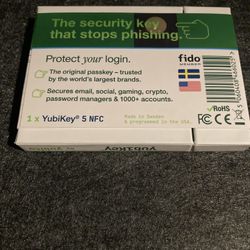 The security key
that stops phishing.
Protect your login.
The original passkey – trusted
by the world's largest brands.
Secures email, social, gaming, crypto,
password managers & 1000+ accounts.
1 x YubiKey® 5 NFC
Made in Sweden
& programmed in the USA.
fido
MEMBER
RoHS
FC CE
yubikey